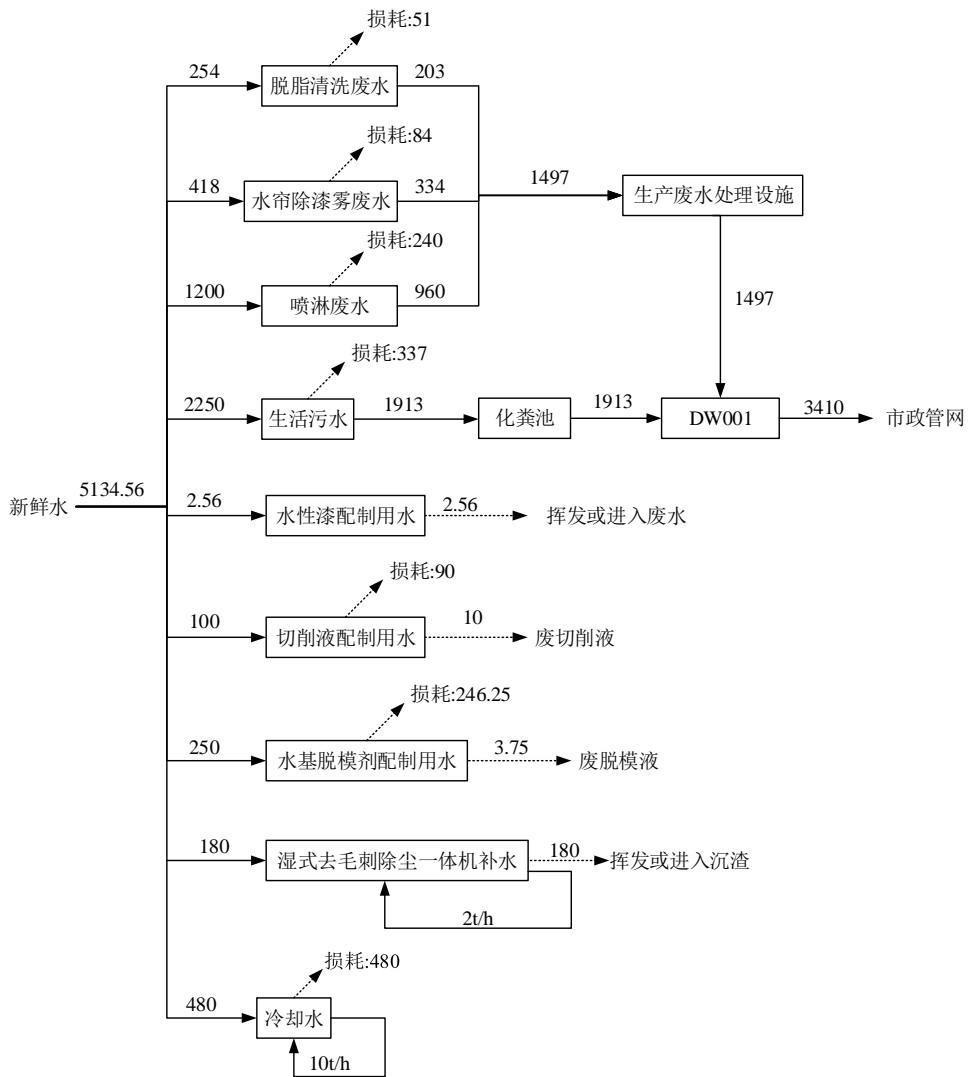 损耗:51
254
脱脂清洗废水
203
损耗:84
418
水帘除漆雾废水
334
1497
生产废水处理设施
损耗:240
1200
喷淋废水
960
1497
损耗:337
2250
生活污水
1913
化粪池
1913
DW001
3410
市政管网
新鲜水
5134.56
2.56
水性漆配制用水
2.56
挥发或进入废水
损耗:90
100
切削液配制用水
10
废切削液
损耗:246.25
250
水基脱模剂配制用水
3.75
废脱模液
180
湿式去毛刺除尘一体机补水
180
挥发或进入沉渣
2t/h
损耗:480
480
冷却水
10t/h